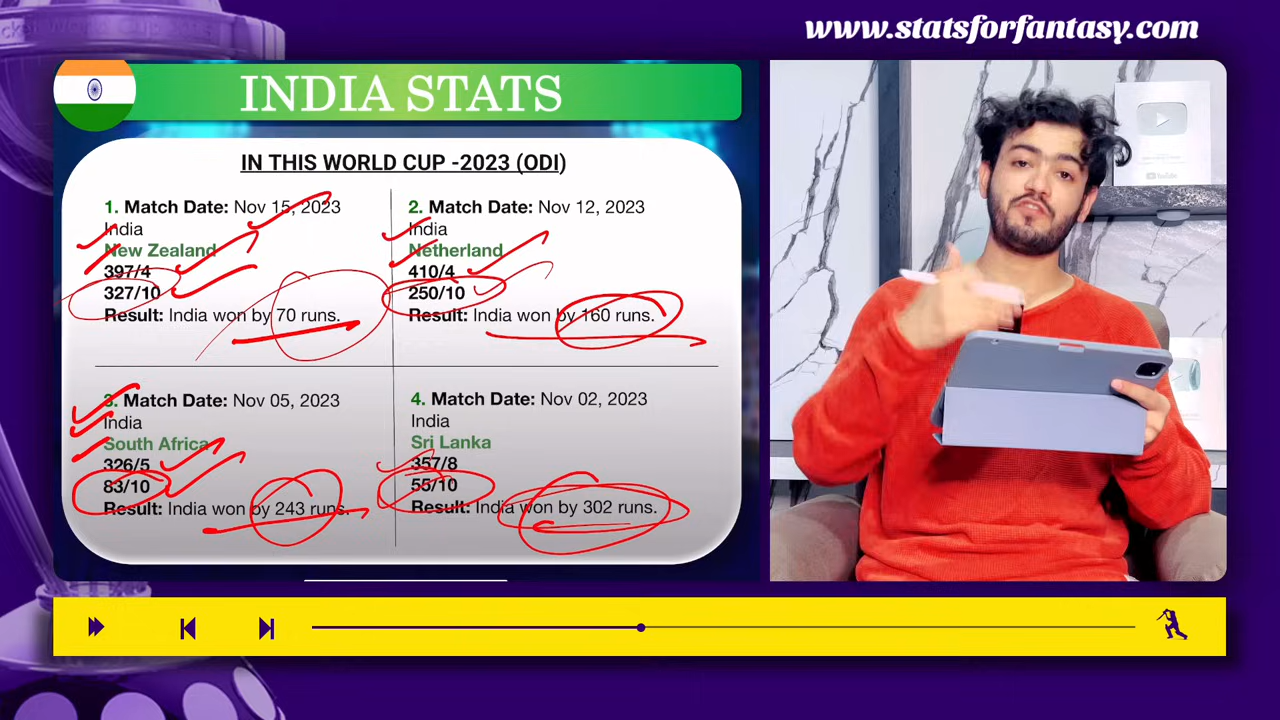 www.statsforfantasy.com
INDIA STATS
IN THIS WORLD CUP -2023 (ODI)
1. Match Date: Nov 15, 2023
India
New Zealand
397/4
327/10
Result: India won by 70 runs.
2. Match Date: Nov 12, 2023
India
Netherland
410/4
250/10
Result: India won by 160 runs.
3. Match Date: Nov 05, 2023
India
South Africa
326/5
83/10
Result: India won by 243 runs.
4. Match Date: Nov 02, 2023
India
Sri Lanka
357/8
55/10
Result: India won by 302 runs.